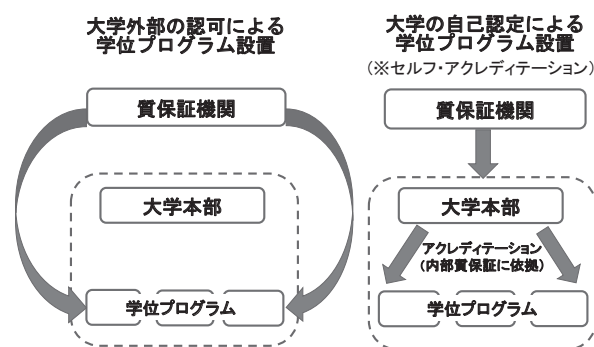 大学外部の認可による
学位プログラム設置
質保証機関
大学本部
学位プログラム
大学の自己認定による
学位プログラム設置
(※セルフ・アクレディテーション)
質保証機関
大学本部
アクレディテーション
(内部質保証に依拠)
学位プログラム